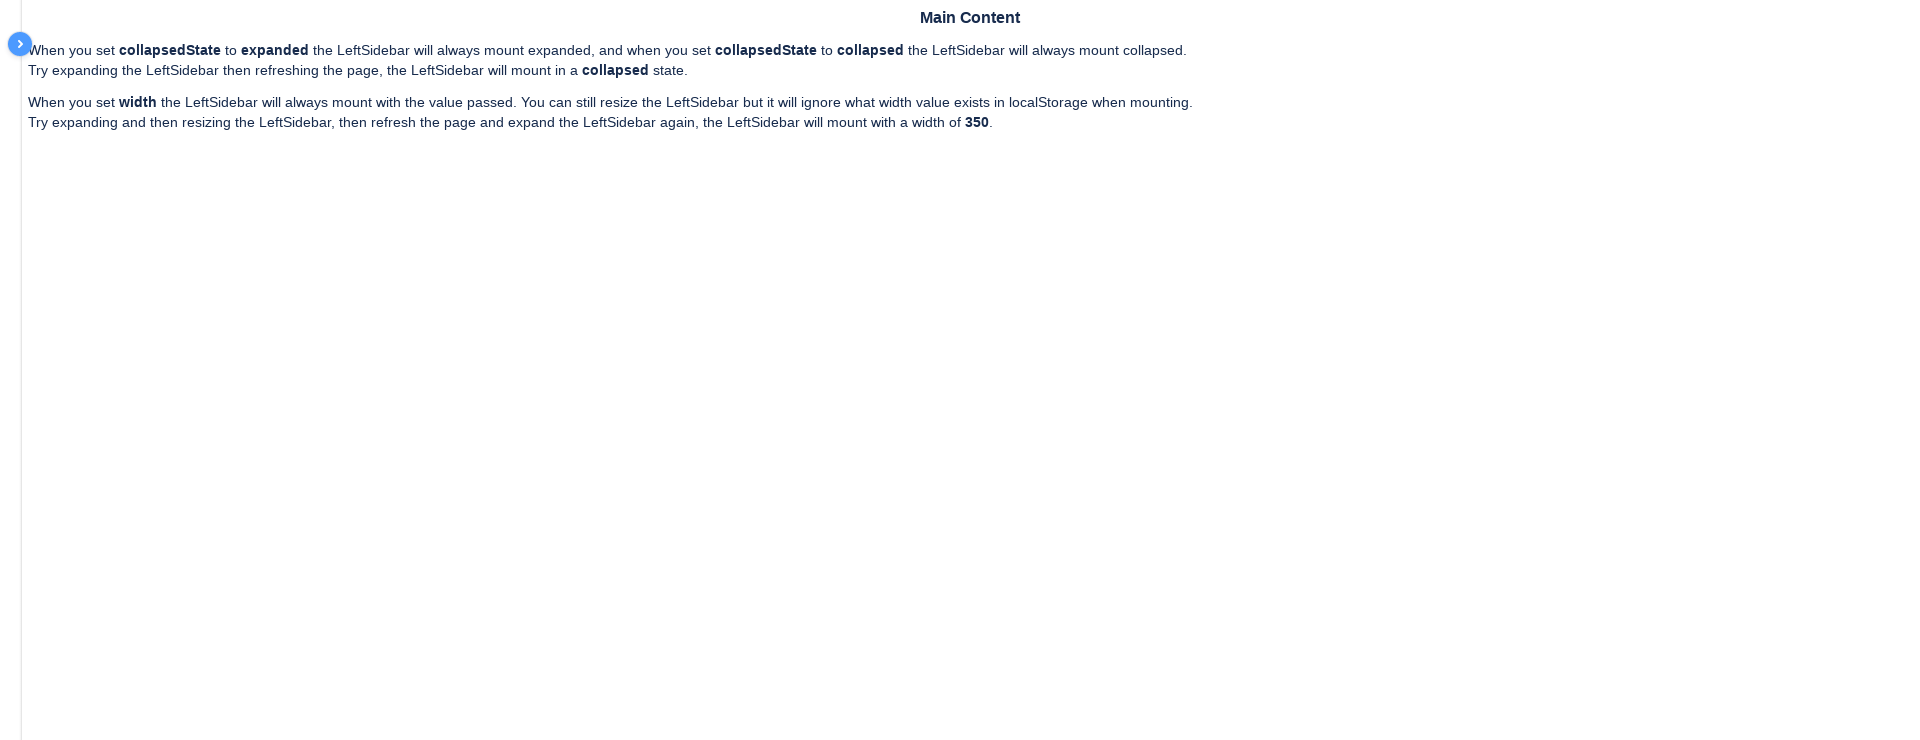 Main Content
When you set collapsedState to expanded the LeftSidebar will always mount expanded, and when you set collapsedState to collapsed the LeftSidebar will always mount collapsed.
Try expanding the LeftSidebar then refreshing the page, the LeftSidebar will mount in a collapsed state.
When you set width the LeftSidebar will always mount with the value passed. You can still resize the LeftSidebar but it will ignore what width value exists in localStorage when mounting.
Try expanding and then resizing the LeftSidebar, then refresh the page and expand the LeftSidebar again, the LeftSidebar will mount with a width of 350.